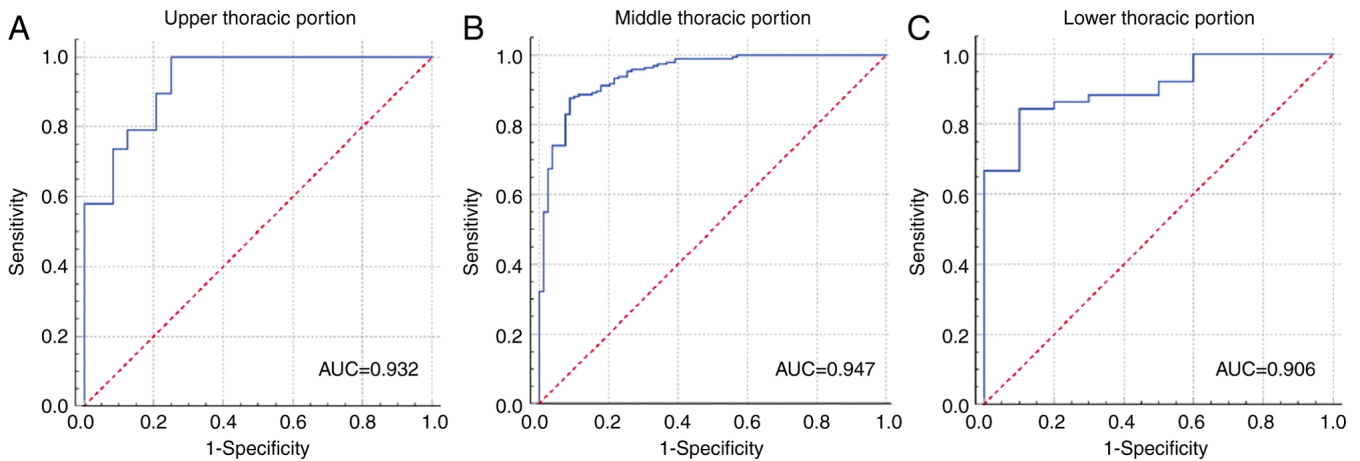 A
Upper thoracic portion
1.0
0.8
0.6
0.4
0.2
0.0
Sensitivity
AUC=0.932
0.0 0.2 0.4 0.6 0.8 1.0
1-Specificity
B
Middle thoracic portion
1.0
0.8
0.6
0.4
0.2
0.0
Sensitivity
AUC=0.947
0.0 0.2 0.4 0.6 0.8 1.0
1-Specificity
C
Lower thoracic portion
1.0
0.8
0.6
0.4
0.2
0.0
Sensitivity
AUC=0.906
0.0 0.2 0.4 0.6 0.8 1.0
1-Specificity